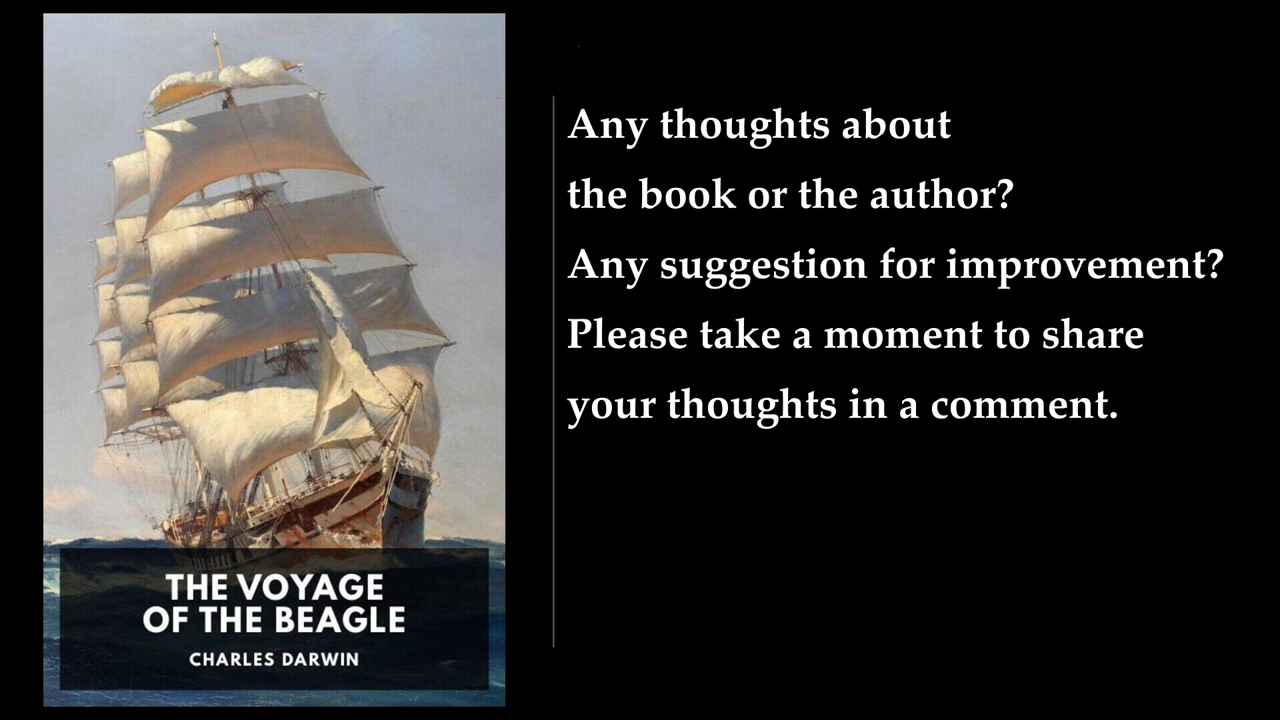 THE VOYAGE
OF THE BEAGLE
CHARLES DARWIN
Any thoughts about
the book or the author?
Any suggestion for improvement?
Please take a moment to share
your thoughts in a comment.